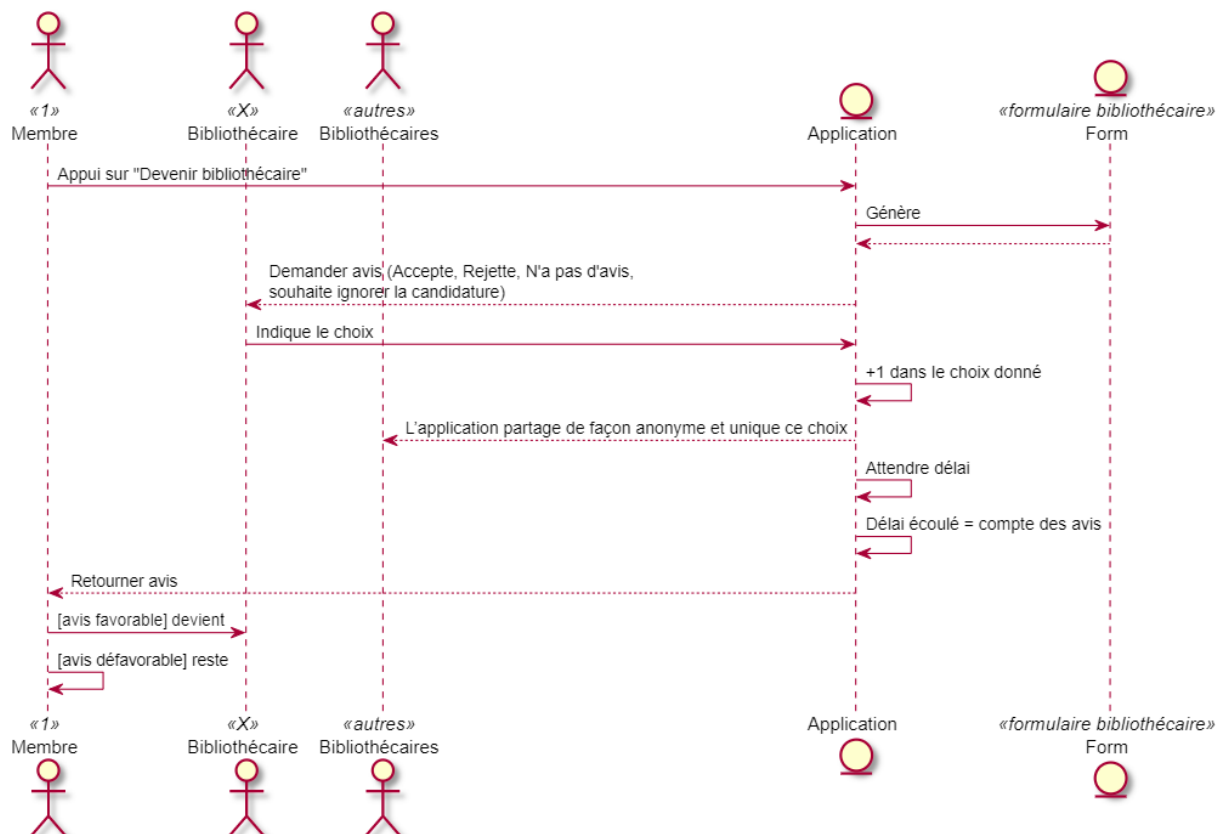 «1»
Membre
«X»
Bibliothécaire
«autres»
Bibliothécaires
Application
«formulaire bibliothécaire»
Form
Appui sur "Devenir bibliothécaire"
Génère
Demander avis (Accepte, Rejette, N'a pas d'avis,
souhaite ignorer la candidature)
Indique le choix
+1 dans le choix donné
L'application partage de façon anonyme et unique ce choix
Attendre délai
Délai écoulé = compte des avis
Retourner avis
[avis favorable] devient
[avis défavorable] reste
«1»
Membre
«X»
Bibliothécaire
«autres»
Bibliothécaires
Application
«formulaire bibliothécaire»
Form